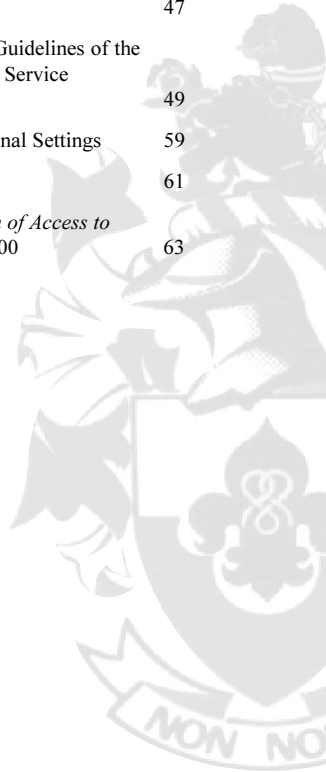 47
Guidelines of the
Service
49
nal Settings 59
61
n of Access to
00 63
NON NO